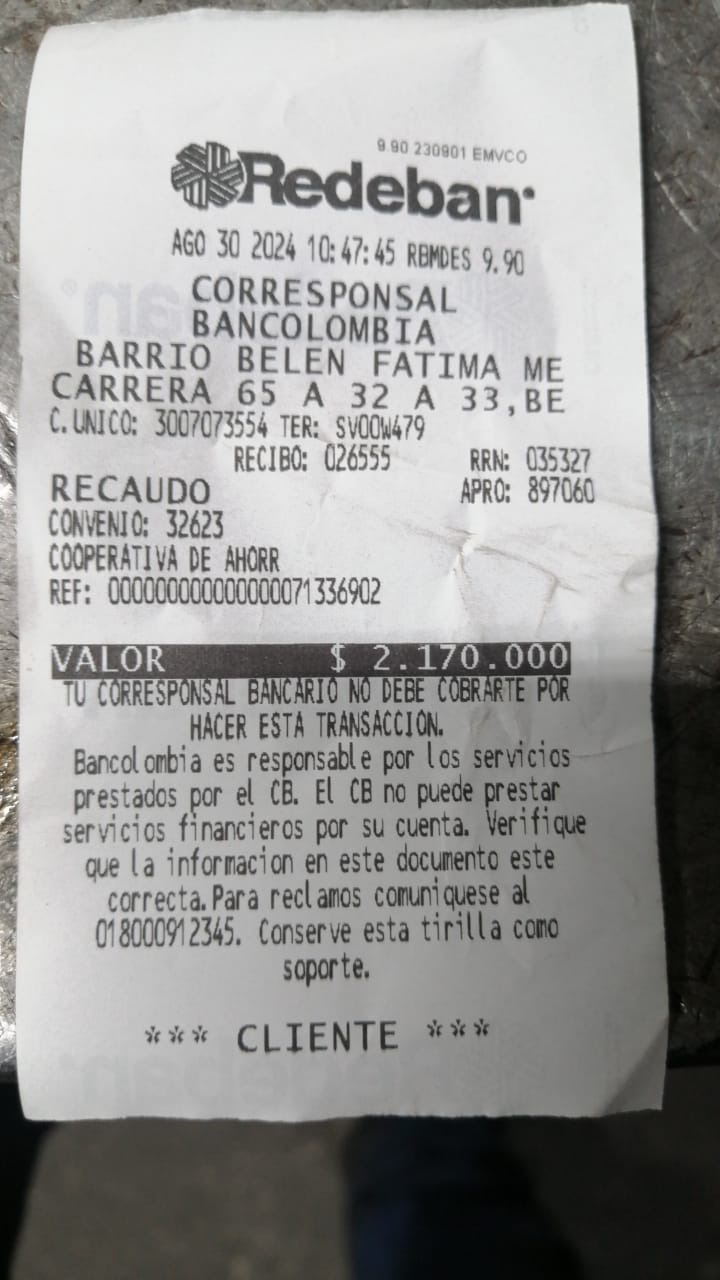 9.90 230901 EMVCO
Redeban
AGO 30 2024 10:47:45 RBMDES 9.90
CORRESPONSAL
BANCOLOMBIA
BARRIO BELEN FATIMA ME
CARRERA 65 A 32 A 33,BE
C.UNICO: 3007073554 TER: SV00W479
RECIBO: 026555 RRN: 035327
RECAUDO APRO: 897060
CONVENIO: 32623
COOPERATIVA DE AHORR
REF: 0000000000000000071336902
VALOR $ 2.170.000
TU CORRESPONSAL BANCARIO NO DEBE COBRARTE POR
HACER ESTA TRANSACCIÓN.
Bancolombia es responsable por los servicios
prestados por el CB. El CB no puede prestar
servicios financieros por su cuenta. Verifique
que la informacion en este documento este
correcta.Para reclamos comuniquese al
018000912345. Conserve esta tirilla como
soporte.
*** CLIENTE ***